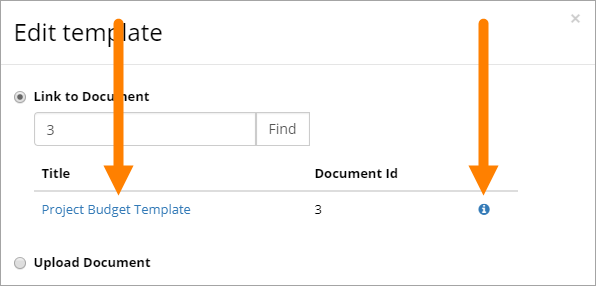 Edit template
×
Link to Document
3
Find
Title Document Id
Project Budget Template 3
Upload Document